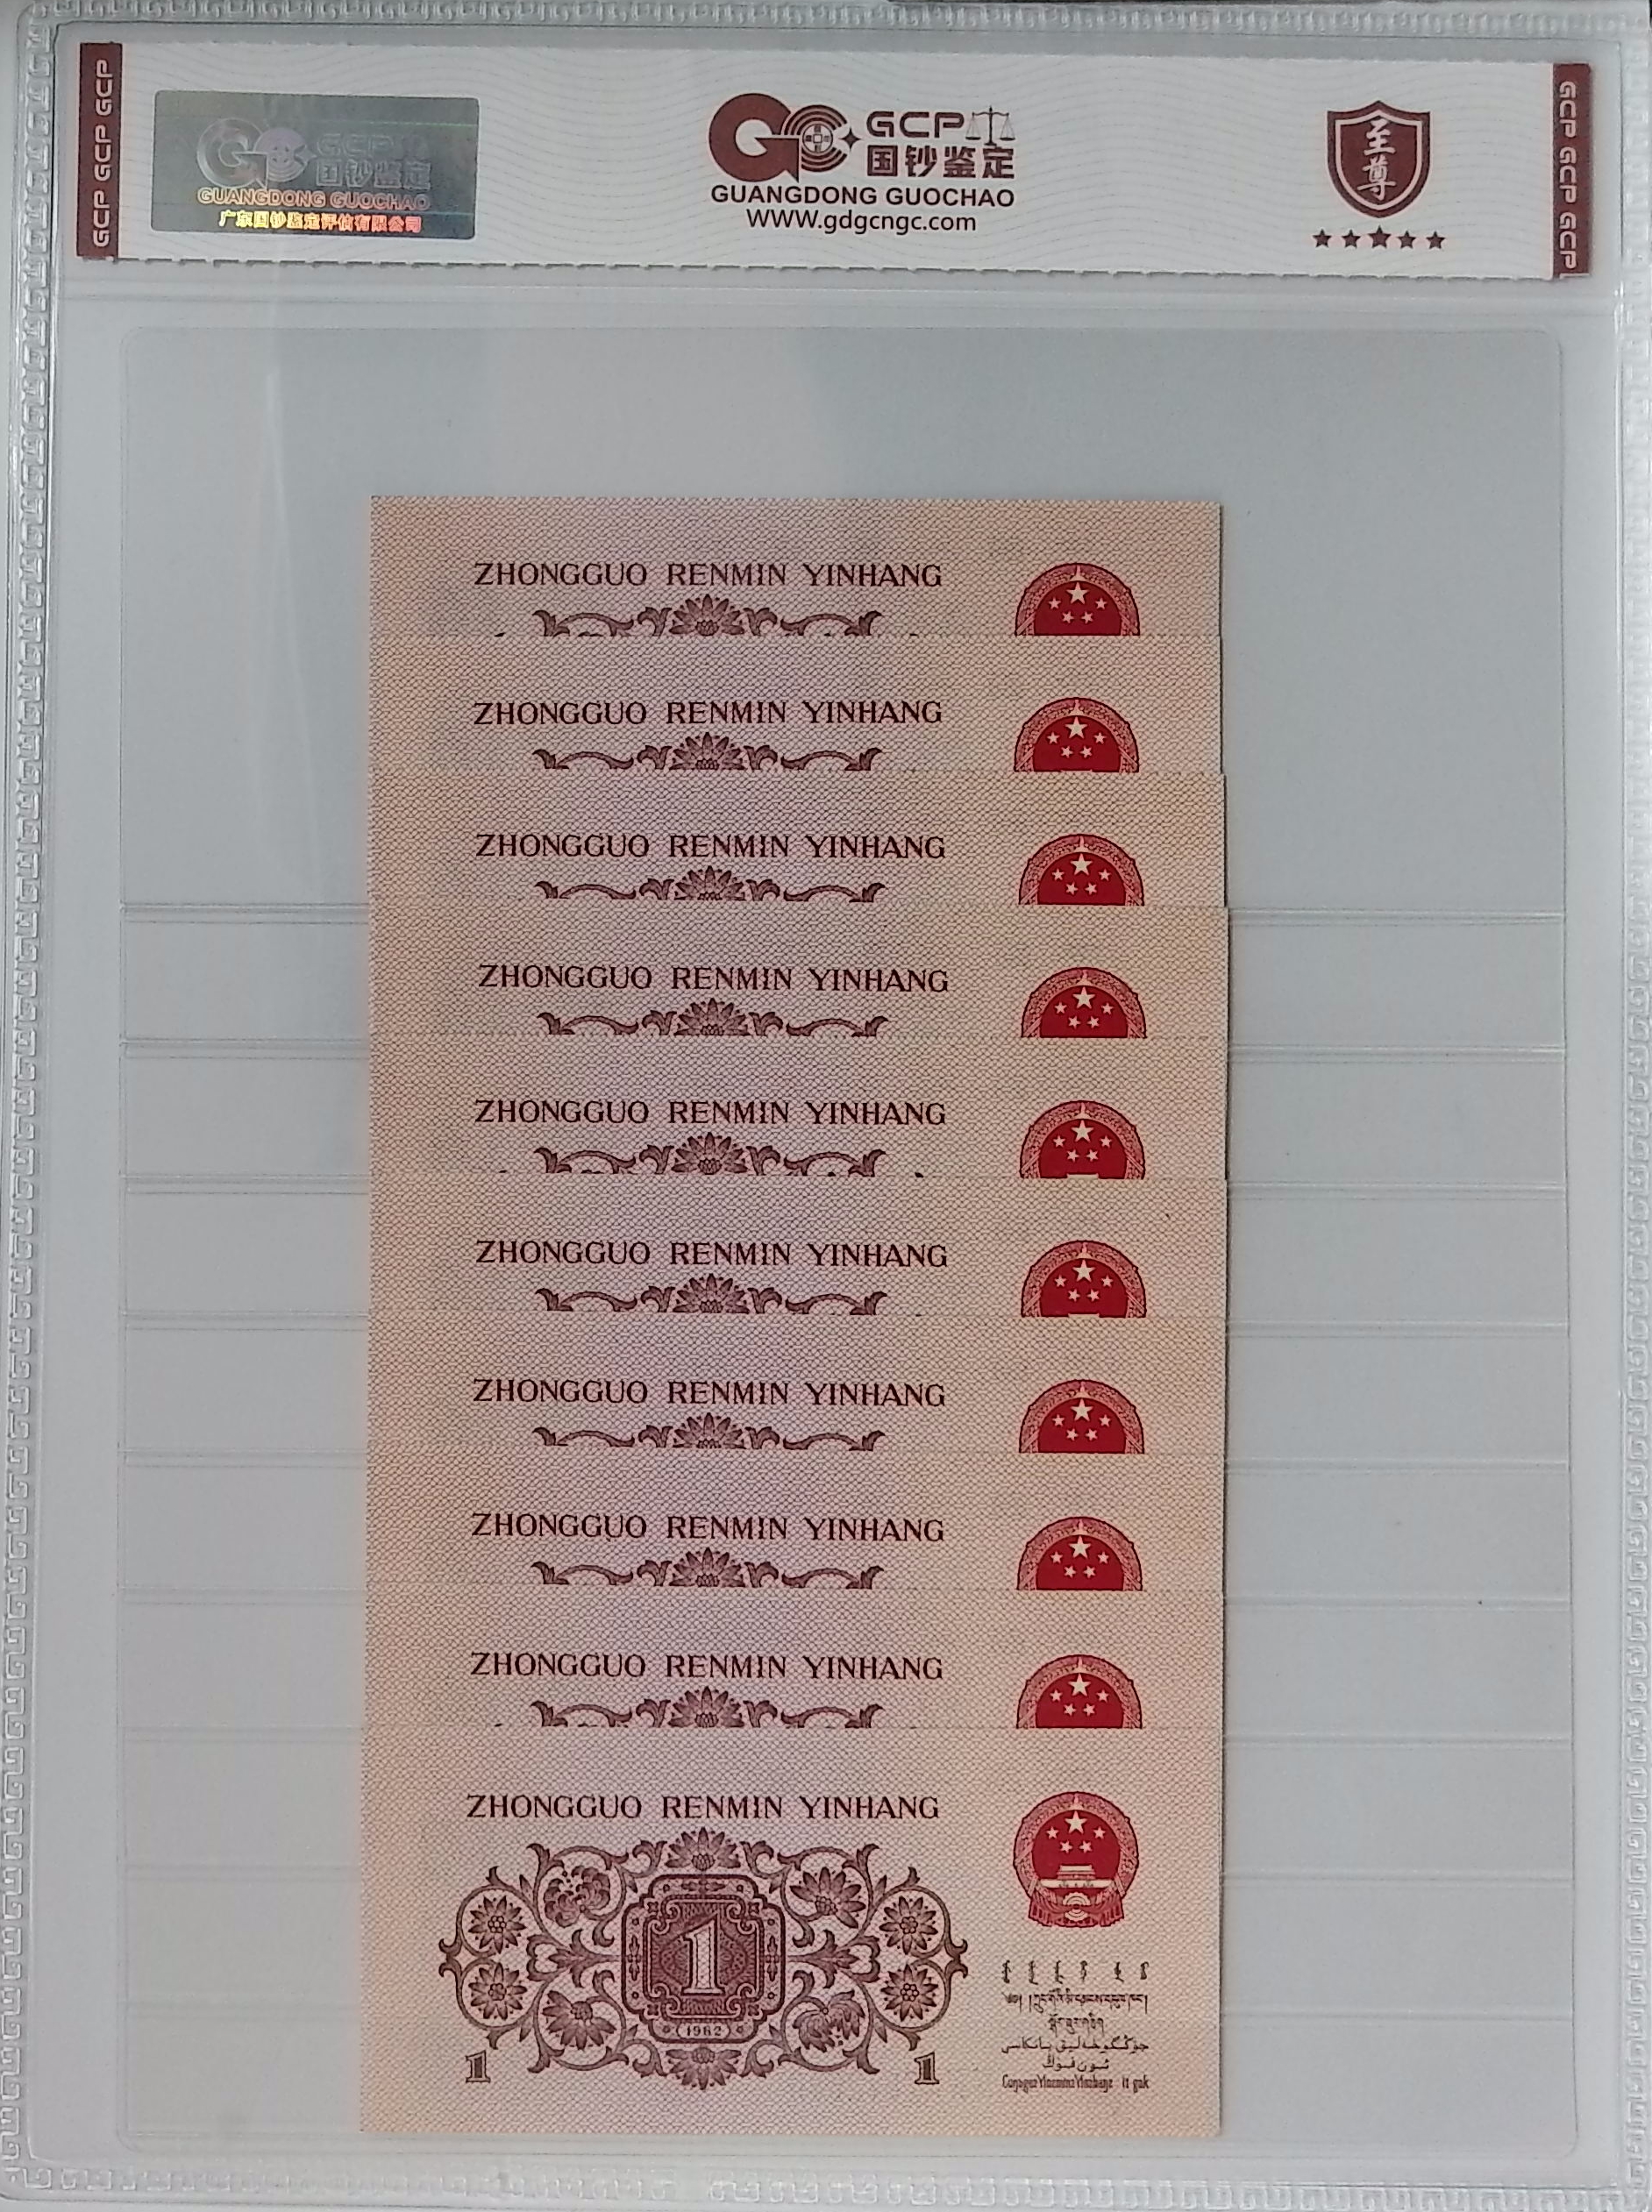 GCP GCP GCP
GCP
国钞鉴定
GUANGDONG GUOCHAO
广东国钞鉴定评估有限公司
GCP
国钞鉴定
GUANGDONG GUOCHAO
WWW.gdgcngc.com
至尊
GCP GCP GCP
ZHONGGUO RENMIN YINHANG
ZHONGGUO RENMIN YINHANG
ZHONGGUO RENMIN YINHANG
ZHONGGUO RENMIN YINHANG
ZHONGGUO RENMIN YINHANG
ZHONGGUO RENMIN YINHANG
ZHONGGUO RENMIN YINHANG
ZHONGGUO RENMIN YINHANG
ZHONGGUO RENMIN YINHANG
ZHONGGUO RENMIN YINHANG
1
1962
1 1